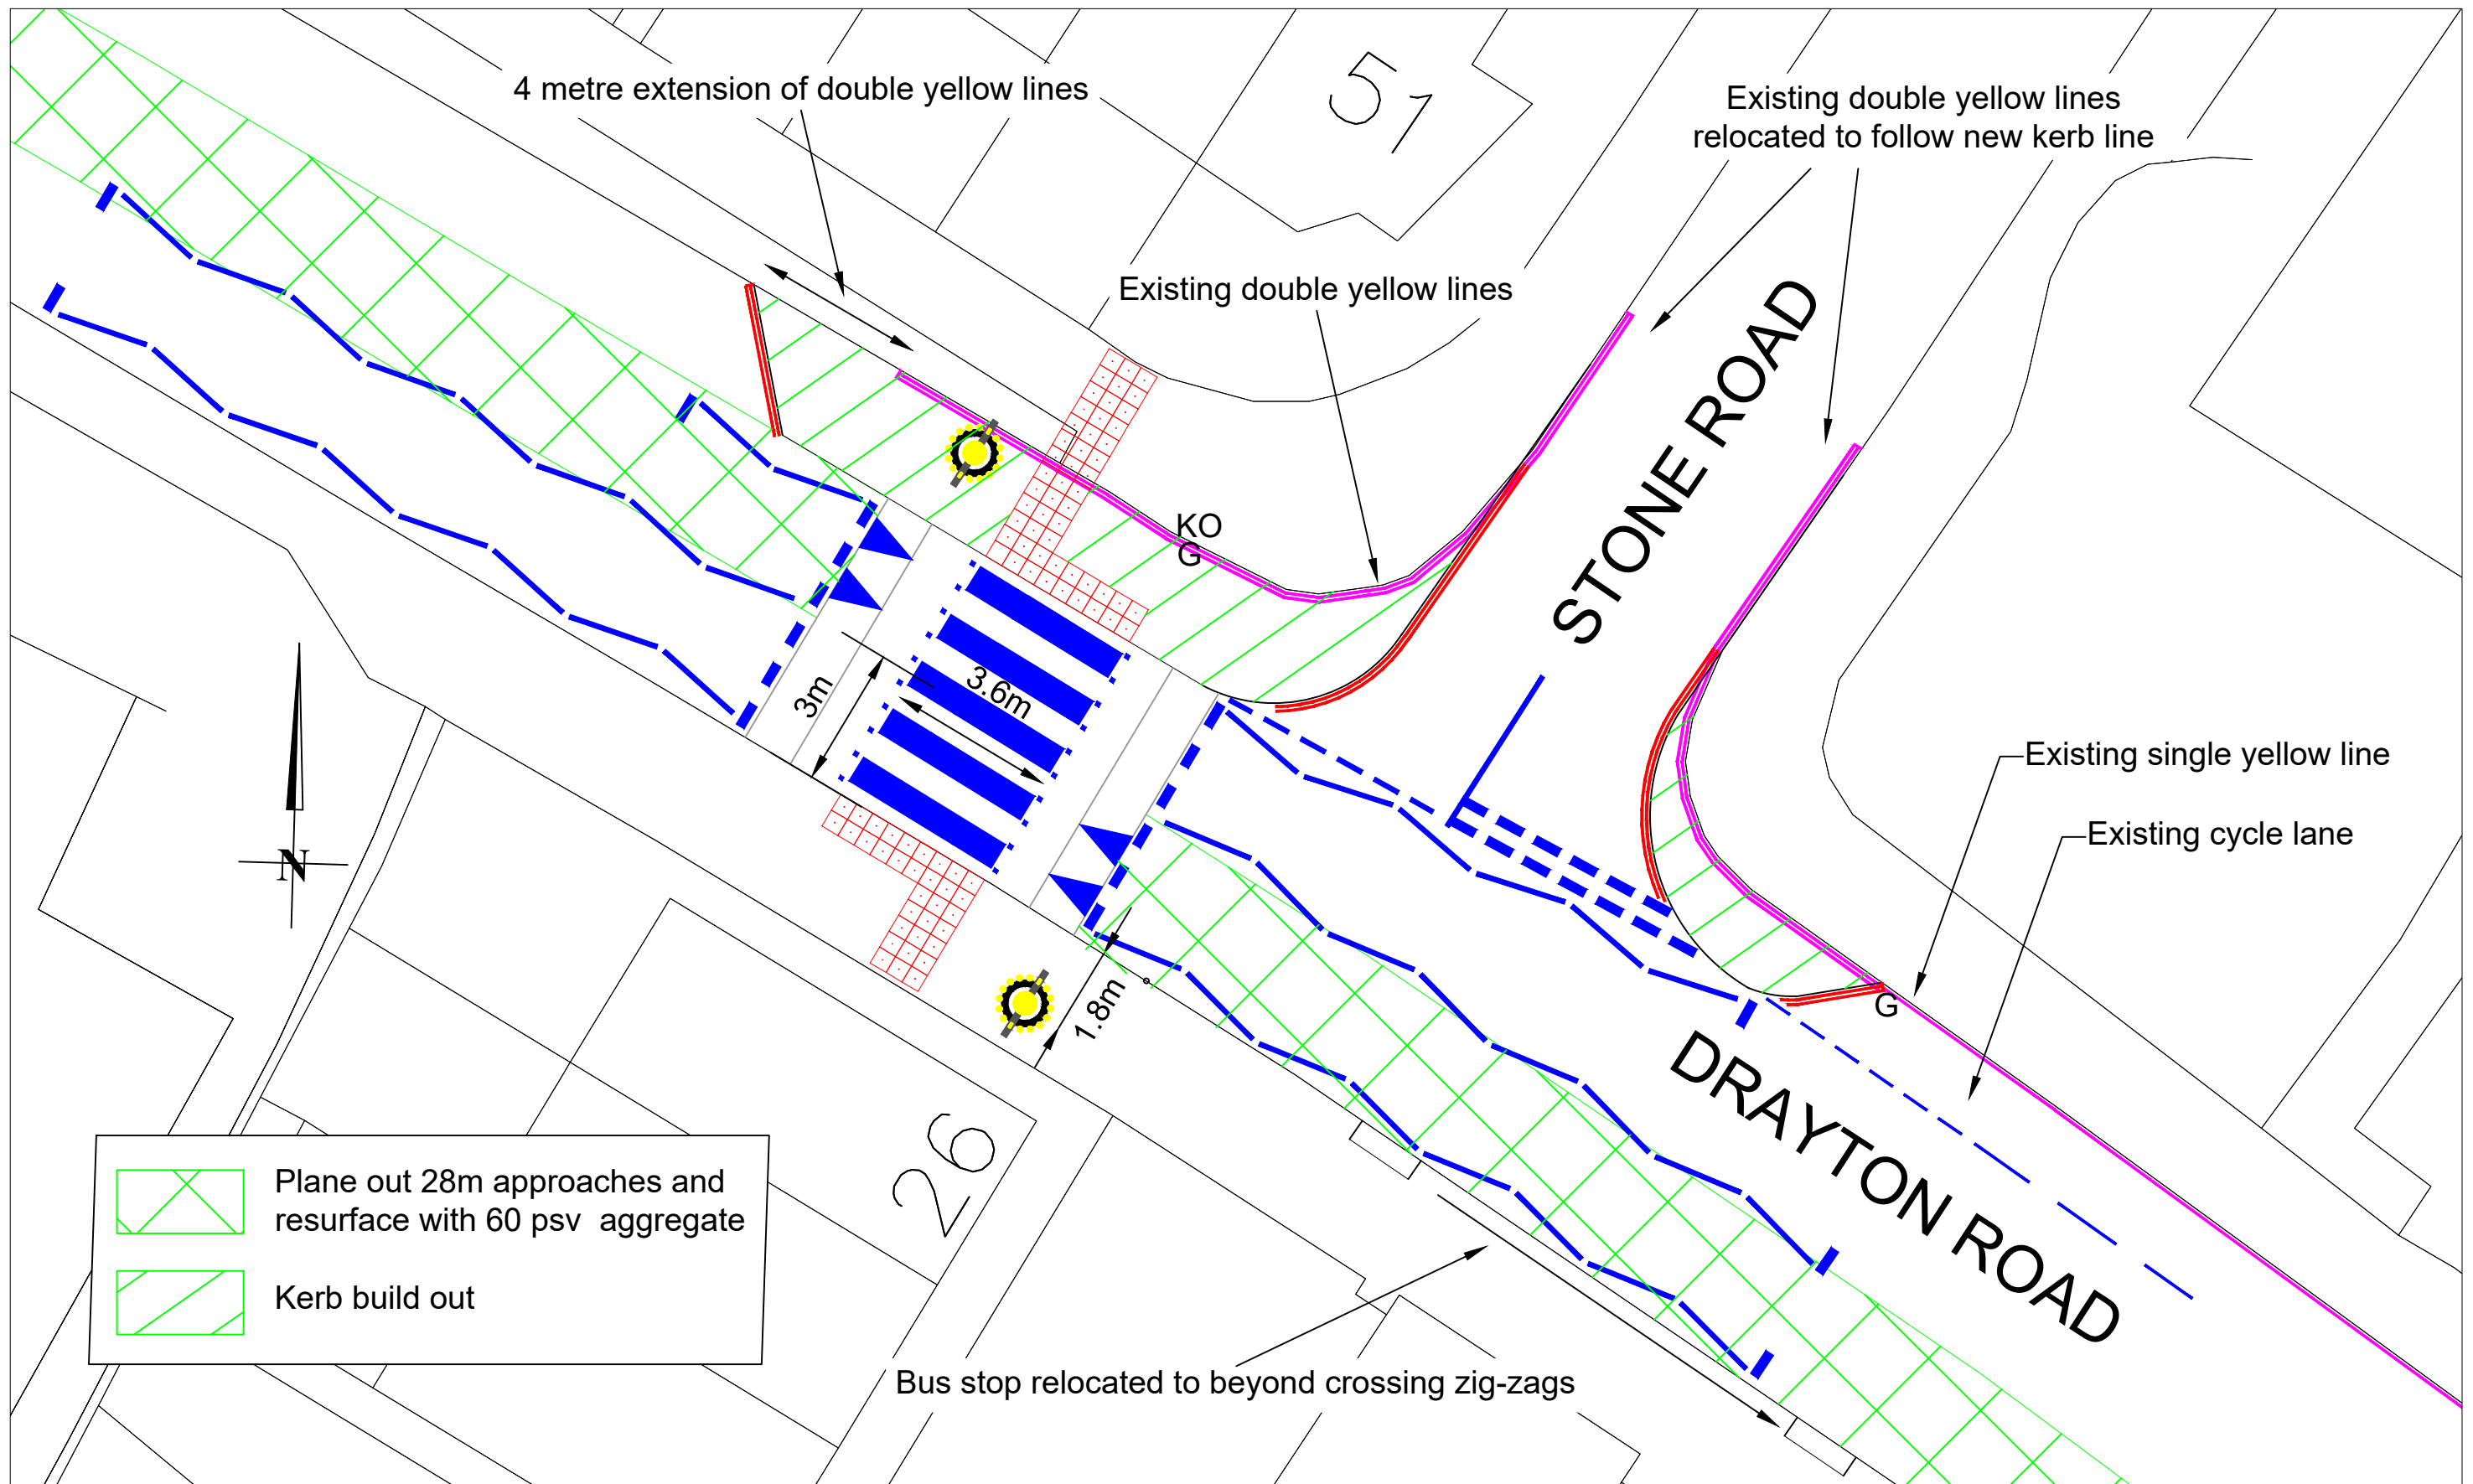 4 metre extension of double yellow lines
51
Existing double yellow lines
relocated to follow new kerb line
Existing double yellow lines
STONE ROAD
KO
G
3m
3.6m
Existing single yellow line
Existing cycle lane
N
G
1.8m
DRAYTON ROAD
26
Plane out 28m approaches and
resurface with 60 psv  aggregate
Kerb build out
Bus stop relocated to beyond crossing zig-zags